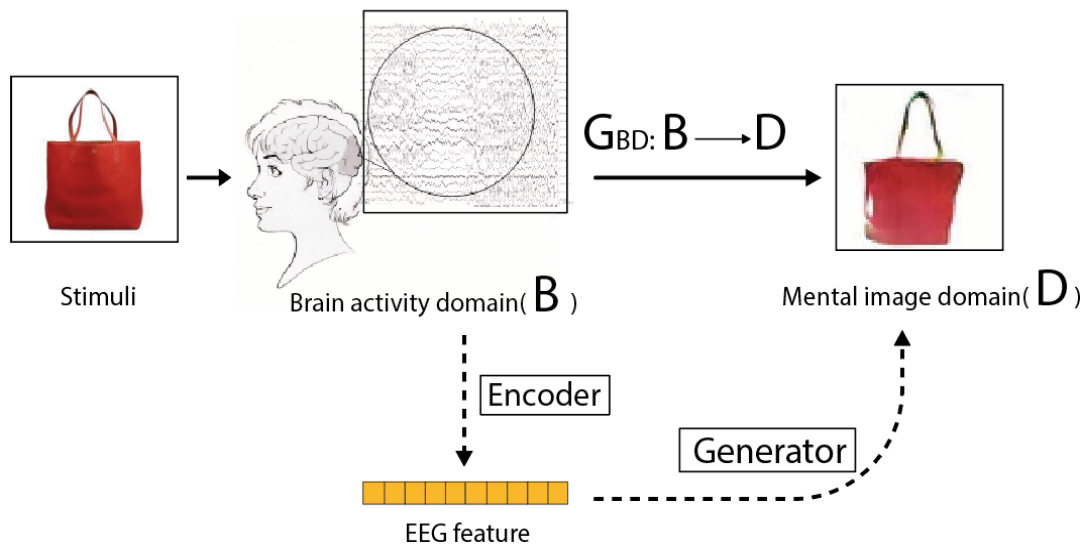 GBD: B → D
Stimuli
Brain activity domain( B )
Mental image domain( D )
Encoder
Generator
EEG feature